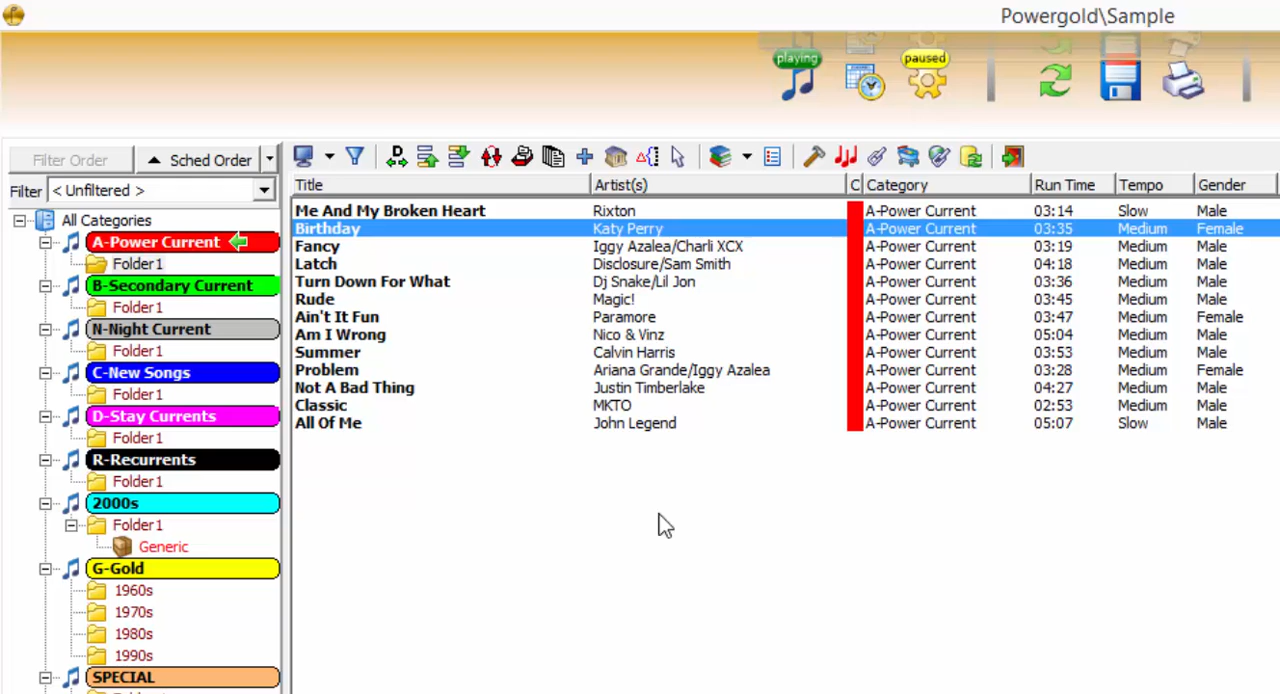 Powergold\Sample
playing paused
Filter Order Sched Order
Filter < Unfiltered >
All Categories
A-Power Current
Folder1
B-Secondary Current
Folder1
N-Night Current
Folder1
C-New Songs
Folder1
D-Stay Currents
Folder1
R-Recurrents
Folder1
2000s
Folder1
Generic
G-Gold
1960s
1970s
1980s
1990s
SPECIAL
Title Artist(s) C Category Run Time Tempo Gender
Me And My Broken Heart Rixton A-Power Current 03:14 Slow Male
Birthday Katy Perry A-Power Current 03:35 Medium Female
Fancy Iggy Azalea/Charli XCX A-Power Current 03:19 Medium Male
Latch Disclosure/Sam Smith A-Power Current 04:18 Medium Male
Turn Down For What Dj Snake/Lil Jon A-Power Current 03:36 Medium Male
Rude Magic! A-Power Current 03:45 Medium Male
Ain't It Fun Paramore A-Power Current 03:47 Medium Female
Am I Wrong Nico & Vinz A-Power Current 05:04 Medium Male
Summer Calvin Harris A-Power Current 03:53 Medium Male
Problem Ariana Grande/Iggy Azalea A-Power Current 03:28 Medium Female
Not A Bad Thing Justin Timberlake A-Power Current 04:27 Medium Male
Classic MKTO A-Power Current 02:53 Medium Male
All Of Me John Legend A-Power Current 05:07 Slow Male